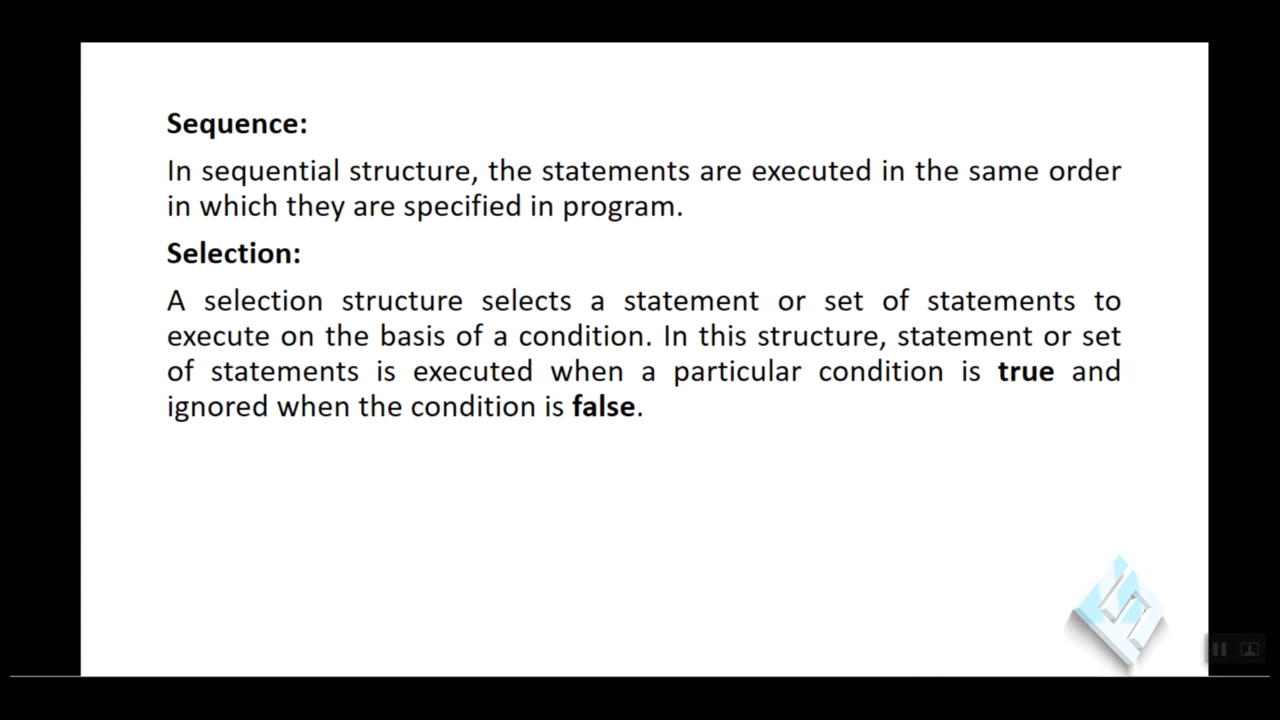 Sequence:
In sequential structure, the statements are executed in the same order
in which they are specified in program.
Selection:
A selection structure selects a statement or set of statements to
execute on the basis of a condition. In this structure, statement or set
of statements is executed when a particular condition is true and
ignored when the condition is false.